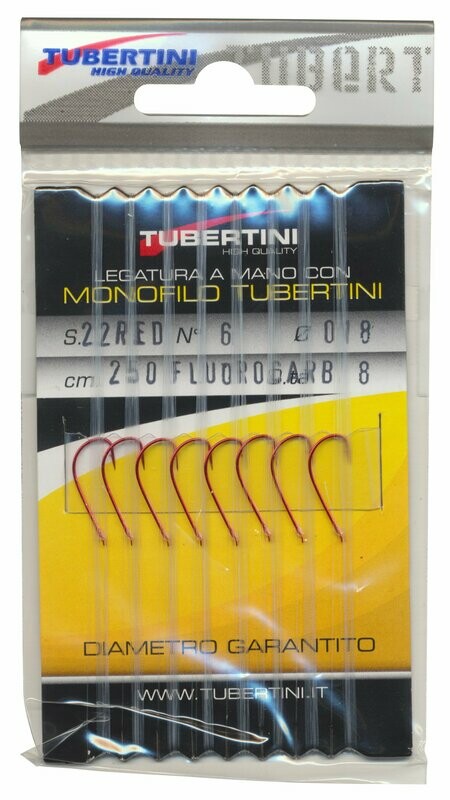 TUBERTINI
HIGH QUALITY
TUBERT
TUBERTINI
HIGH QUALITY
LEGATURA A MANO CON
MONOFILO TUBERTINI
S.22RED N° 6 Ø 018
cm. 250 FLUOROCARB 8
DIAMETRO GARANTITO
WWW.TUBERTINI.IT